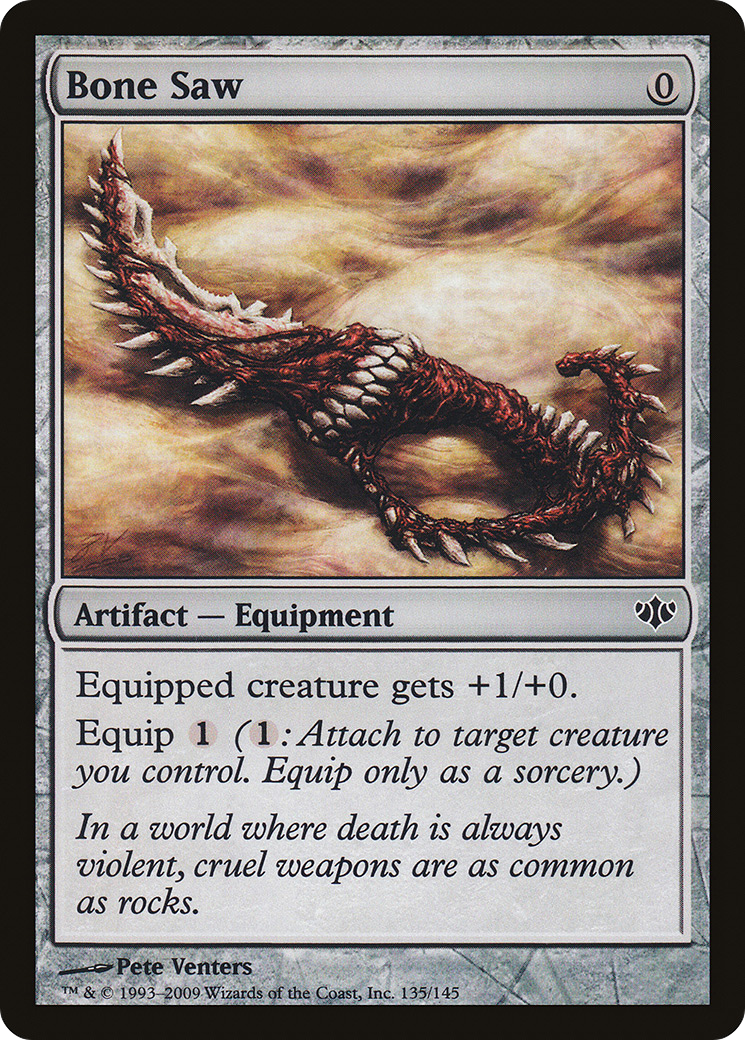 Bone Saw
0
Artifact — Equipment
Equipped creature gets +1/+0.
Equip 1 (1: Attach to target creature
you control. Equip only as a sorcery.)
In a world where death is always
violent, cruel weapons are as common
as rocks.
Pete Venters
™ & © 1993–2009 Wizards of the Coast, Inc. 135/145